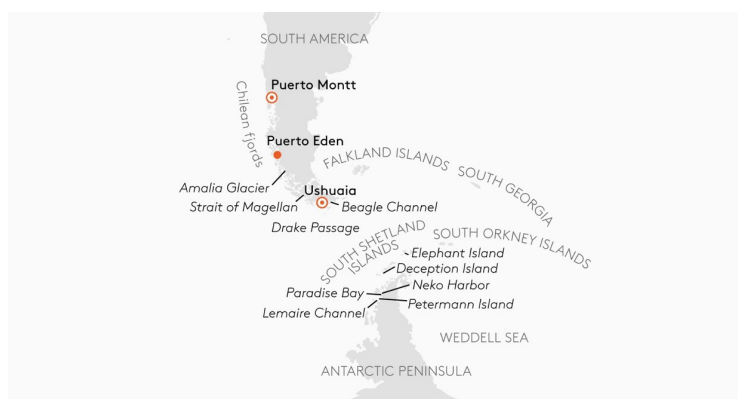 SOUTH AMERICA
Puerto Montt
Chilean fjords
Puerto Eden
FALKLAND ISLANDS
SOUTH GEORGIA
Amalia Glacier
Ushuaia
Strait of Magellan
Beagle Channel
Drake Passage
SOUTH SHETLAND
ISLANDS
SOUTH ORKNEY ISLANDS
Elephant Island
Deception Island
Neko Harbor
Paradise Bay
Petermann Island
Lemaire Channel
WEDDELL SEA
ANTARCTIC PENINSULA